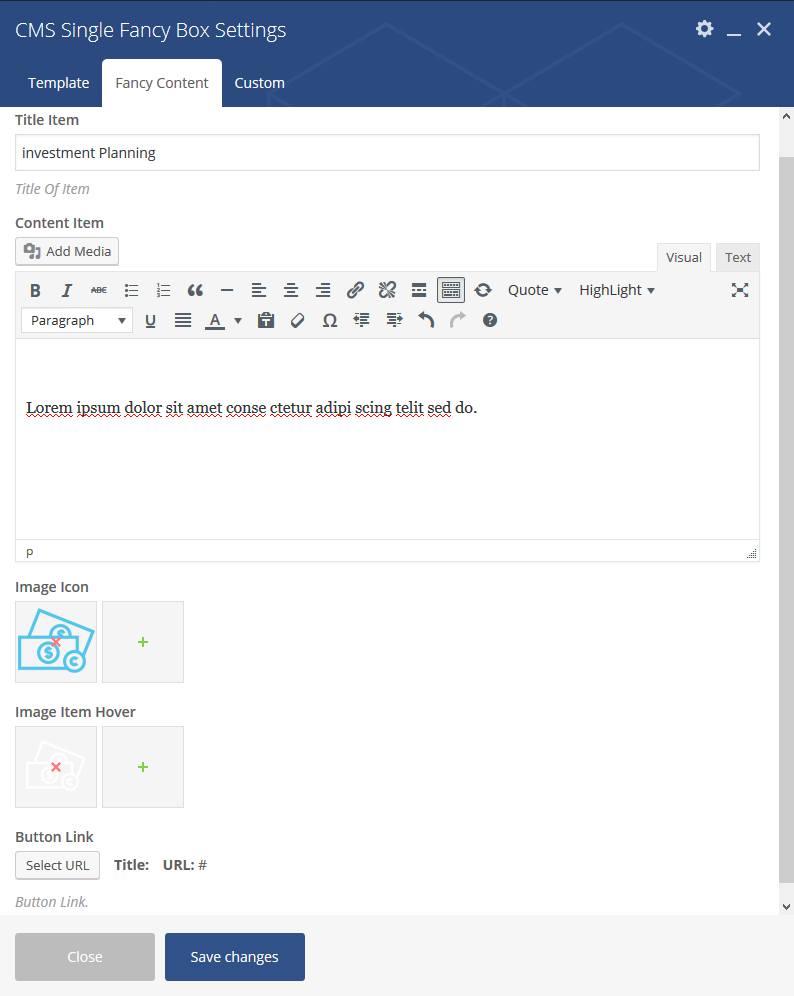 CMS Single Fancy Box Settings
Template Fancy Content Custom
Title Item
investment Planning
Title Of Item
Content Item
Add Media
Visual Text
B I ABC Quote HighLight
Paragraph U A Ω ?
Lorem ipsum dolor sit amet conse ctetur adipi scing telit sed do.
p
Image Icon
$ $ C
+
Image Item Hover
+
Button Link
Select URL Title: URL: #
Button Link.
Close Save changes